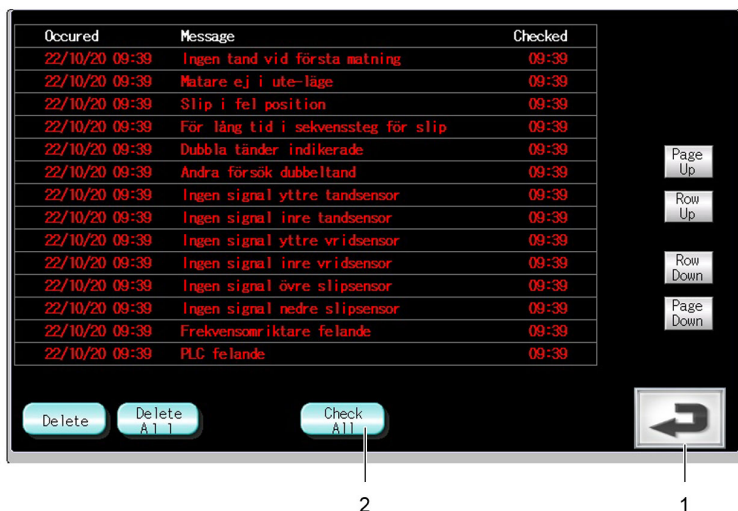 Occured Message Checked
22/10/20 09:39 Ingen tand vid första matning 09:39
22/10/20 09:39 Matare ej i ute-läge 09:39
22/10/20 09:39 Slip i fel position 09:39
22/10/20 09:39 För lång tid i sekvenssteg för slip 09:39
22/10/20 09:39 Dubbla tänder indikerade 09:39
22/10/20 09:39 Andra försök dubbeltand 09:39
22/10/20 09:39 Ingen signal yttre tandsensor 09:39
22/10/20 09:39 Ingen signal inre tandsensor 09:39
22/10/20 09:39 Ingen signal yttre vridsensor 09:39
22/10/20 09:39 Ingen signal inre vridsensor 09:39
22/10/20 09:39 Ingen signal övre slipsensor 09:39
22/10/20 09:39 Ingen signal nedre slipsensor 09:39
22/10/20 09:39 Frekvensomriktare felande 09:39
22/10/20 09:39 PLC felande 09:39
Page
Up
Row
Up
Row
Down
Page
Down
Delete
Delete
All
Check
All
2
1